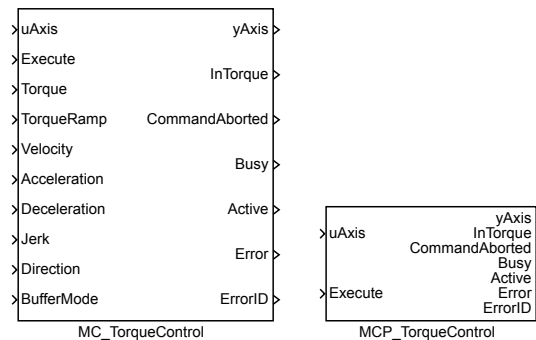 uAxis
Execute
Torque
TorqueRamp
Velocity
Acceleration
Deceleration
Jerk
Direction
BufferMode
yAxis
InTorque
CommandAborted
Busy
Active
Error
ErrorID
MC_TorqueControl
uAxis
Execute
yAxis
InTorque
CommandAborted
Busy
Active
Error
ErrorID
MCP_TorqueControl